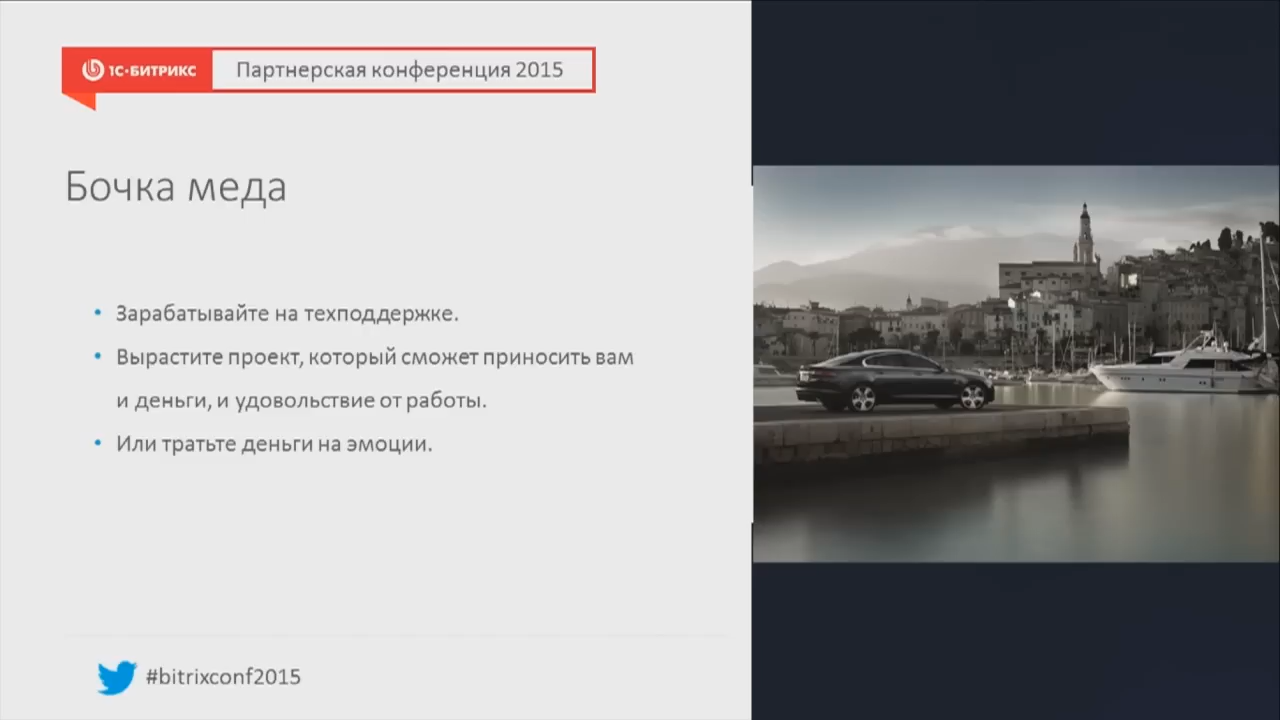 1С-БИТРИКС
Партнерская конференция 2015
Бочка меда
• Зарабатывайте на техподдержке.
• Вырастите проект, который сможет приносить вам
и деньги, и удовольствие от работы.
• Или тратьте деньги на эмоции.
#bitrixconf2015